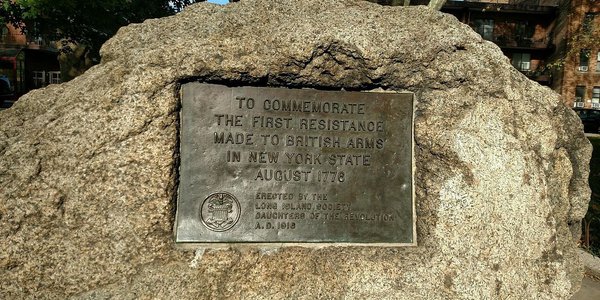 TO COMMEMORATE
THE FIRST RESISTANCE
MADE TO BRITISH ARMS
IN NEW YORK STATE
AUGUST 1776
ERECTED BY THE
LONG ISLAND SOCIETY
DAUGHTERS OF THE REVOLUTION
A.D. 1916